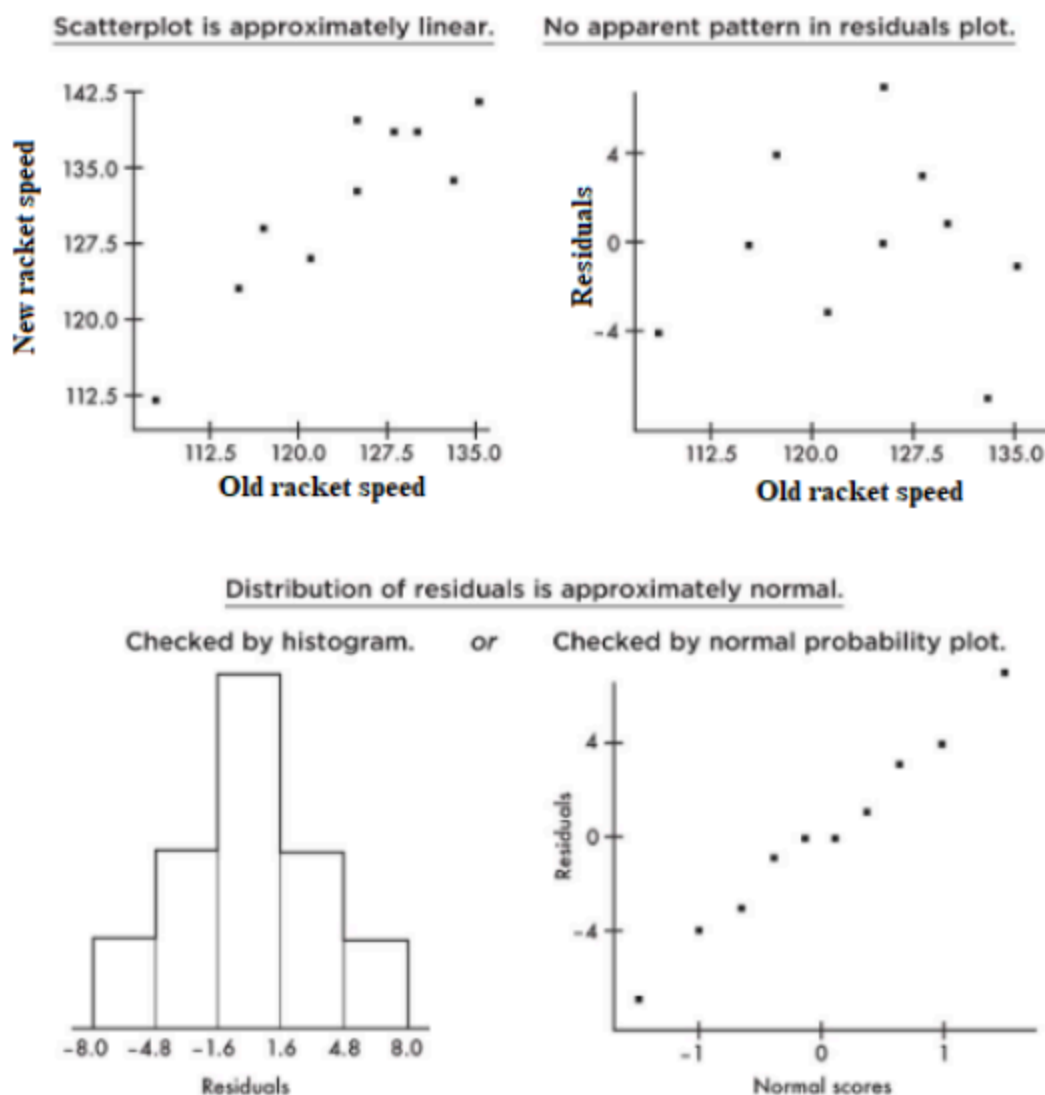 Scatterplot is approximately linear.
No apparent pattern in residuals plot.
142.5
135.0
127.5
120.0
112.5
New racket speed
112.5 120.0 127.5 135.0
Old racket speed
4
0
-4
Residuals
112.5 120.0 127.5 135.0
Old racket speed
Distribution of residuals is approximately normal.
Checked by histogram. or Checked by normal probability plot.
-8.0 -4.8 -1.6 1.6 4.8 8.0
Residuals
4
0
-4
Residuals
-1 0 1
Normal scores